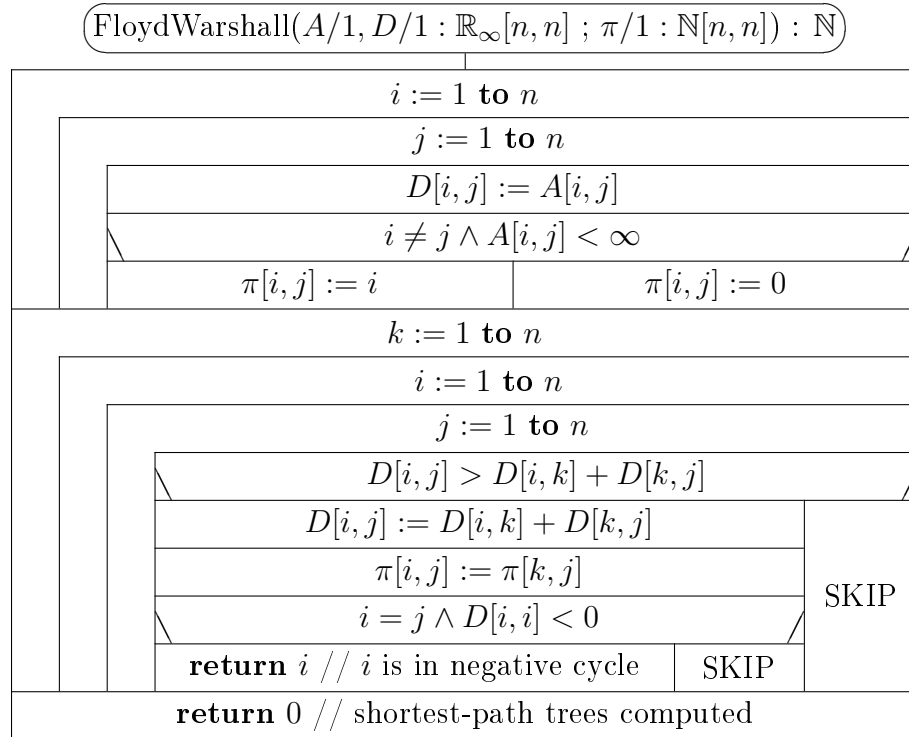 FloydWarshall(A/1, D/1 : ℝ∞[n, n] ; π/1 : ℕ[n, n]) : ℕ
i := 1 to n
j := 1 to n
D[i, j] := A[i, j]
i ≠ j ∧ A[i, j] < ∞
π[i, j] := i π[i, j] := 0
k := 1 to n
i := 1 to n
j := 1 to n
D[i, j] > D[i, k] + D[k, j]
D[i, j] := D[i, k] + D[k, j]
π[i, j] := π[k, j]
SKIP
i = j ∧ D[i, i] < 0
return i // i is in negative cycle SKIP
return 0 // shortest-path trees computed